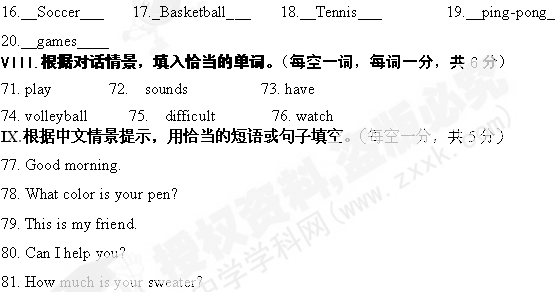 16.__Soccer___ 17._Basketball___ 18.__Tennis___ 19.__ping-pong_
20.__games____
VIII.根据对话情景，填入恰当的单词。（每空一词，每词一分，共 6 分）
71. play 72. sounds 73. have
74. volleyball 75. difficult 76. watch
IX.根据中文情景提示，用恰当的短语或句子填空。（每空一分，共 5 分）
77. Good morning.
78. What color is your pen?
79. This is my friend.
80. Can I help you?
81. How much is your sweater?